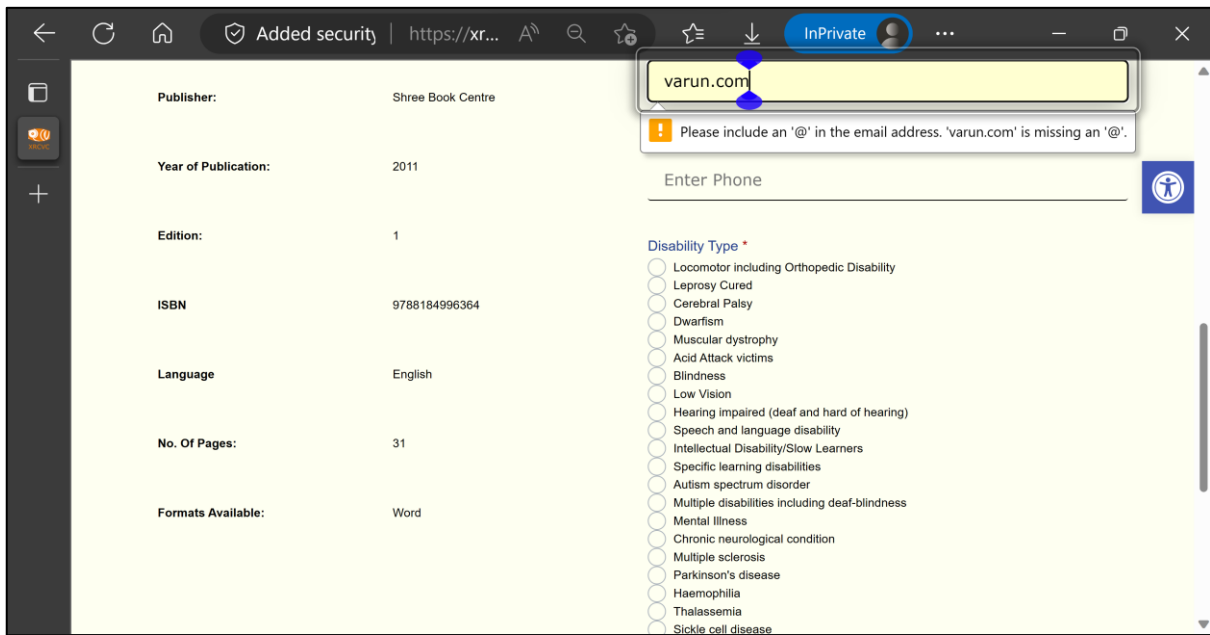 Added security
https://xr...
InPrivate
XRCVC
Publisher: Shree Book Centre
Year of Publication: 2011
Edition: 1
ISBN 9788184996364
Language English
No. Of Pages: 31
Formats Available: Word
varun.com
Please include an '@' in the email address. 'varun.com' is missing an '@'.
Enter Phone
Disability Type *
Locomotor including Orthopedic Disability
Leprosy Cured
Cerebral Palsy
Dwarfism
Muscular dystrophy
Acid Attack victims
Blindness
Low Vision
Hearing impaired (deaf and hard of hearing)
Speech and language disability
Intellectual Disability/Slow Learners
Specific learning disabilities
Autism spectrum disorder
Multiple disabilities including deaf-blindness
Mental Illness
Chronic neurological condition
Multiple sclerosis
Parkinson's disease
Haemophilia
Thalassemia
Sickle cell disease